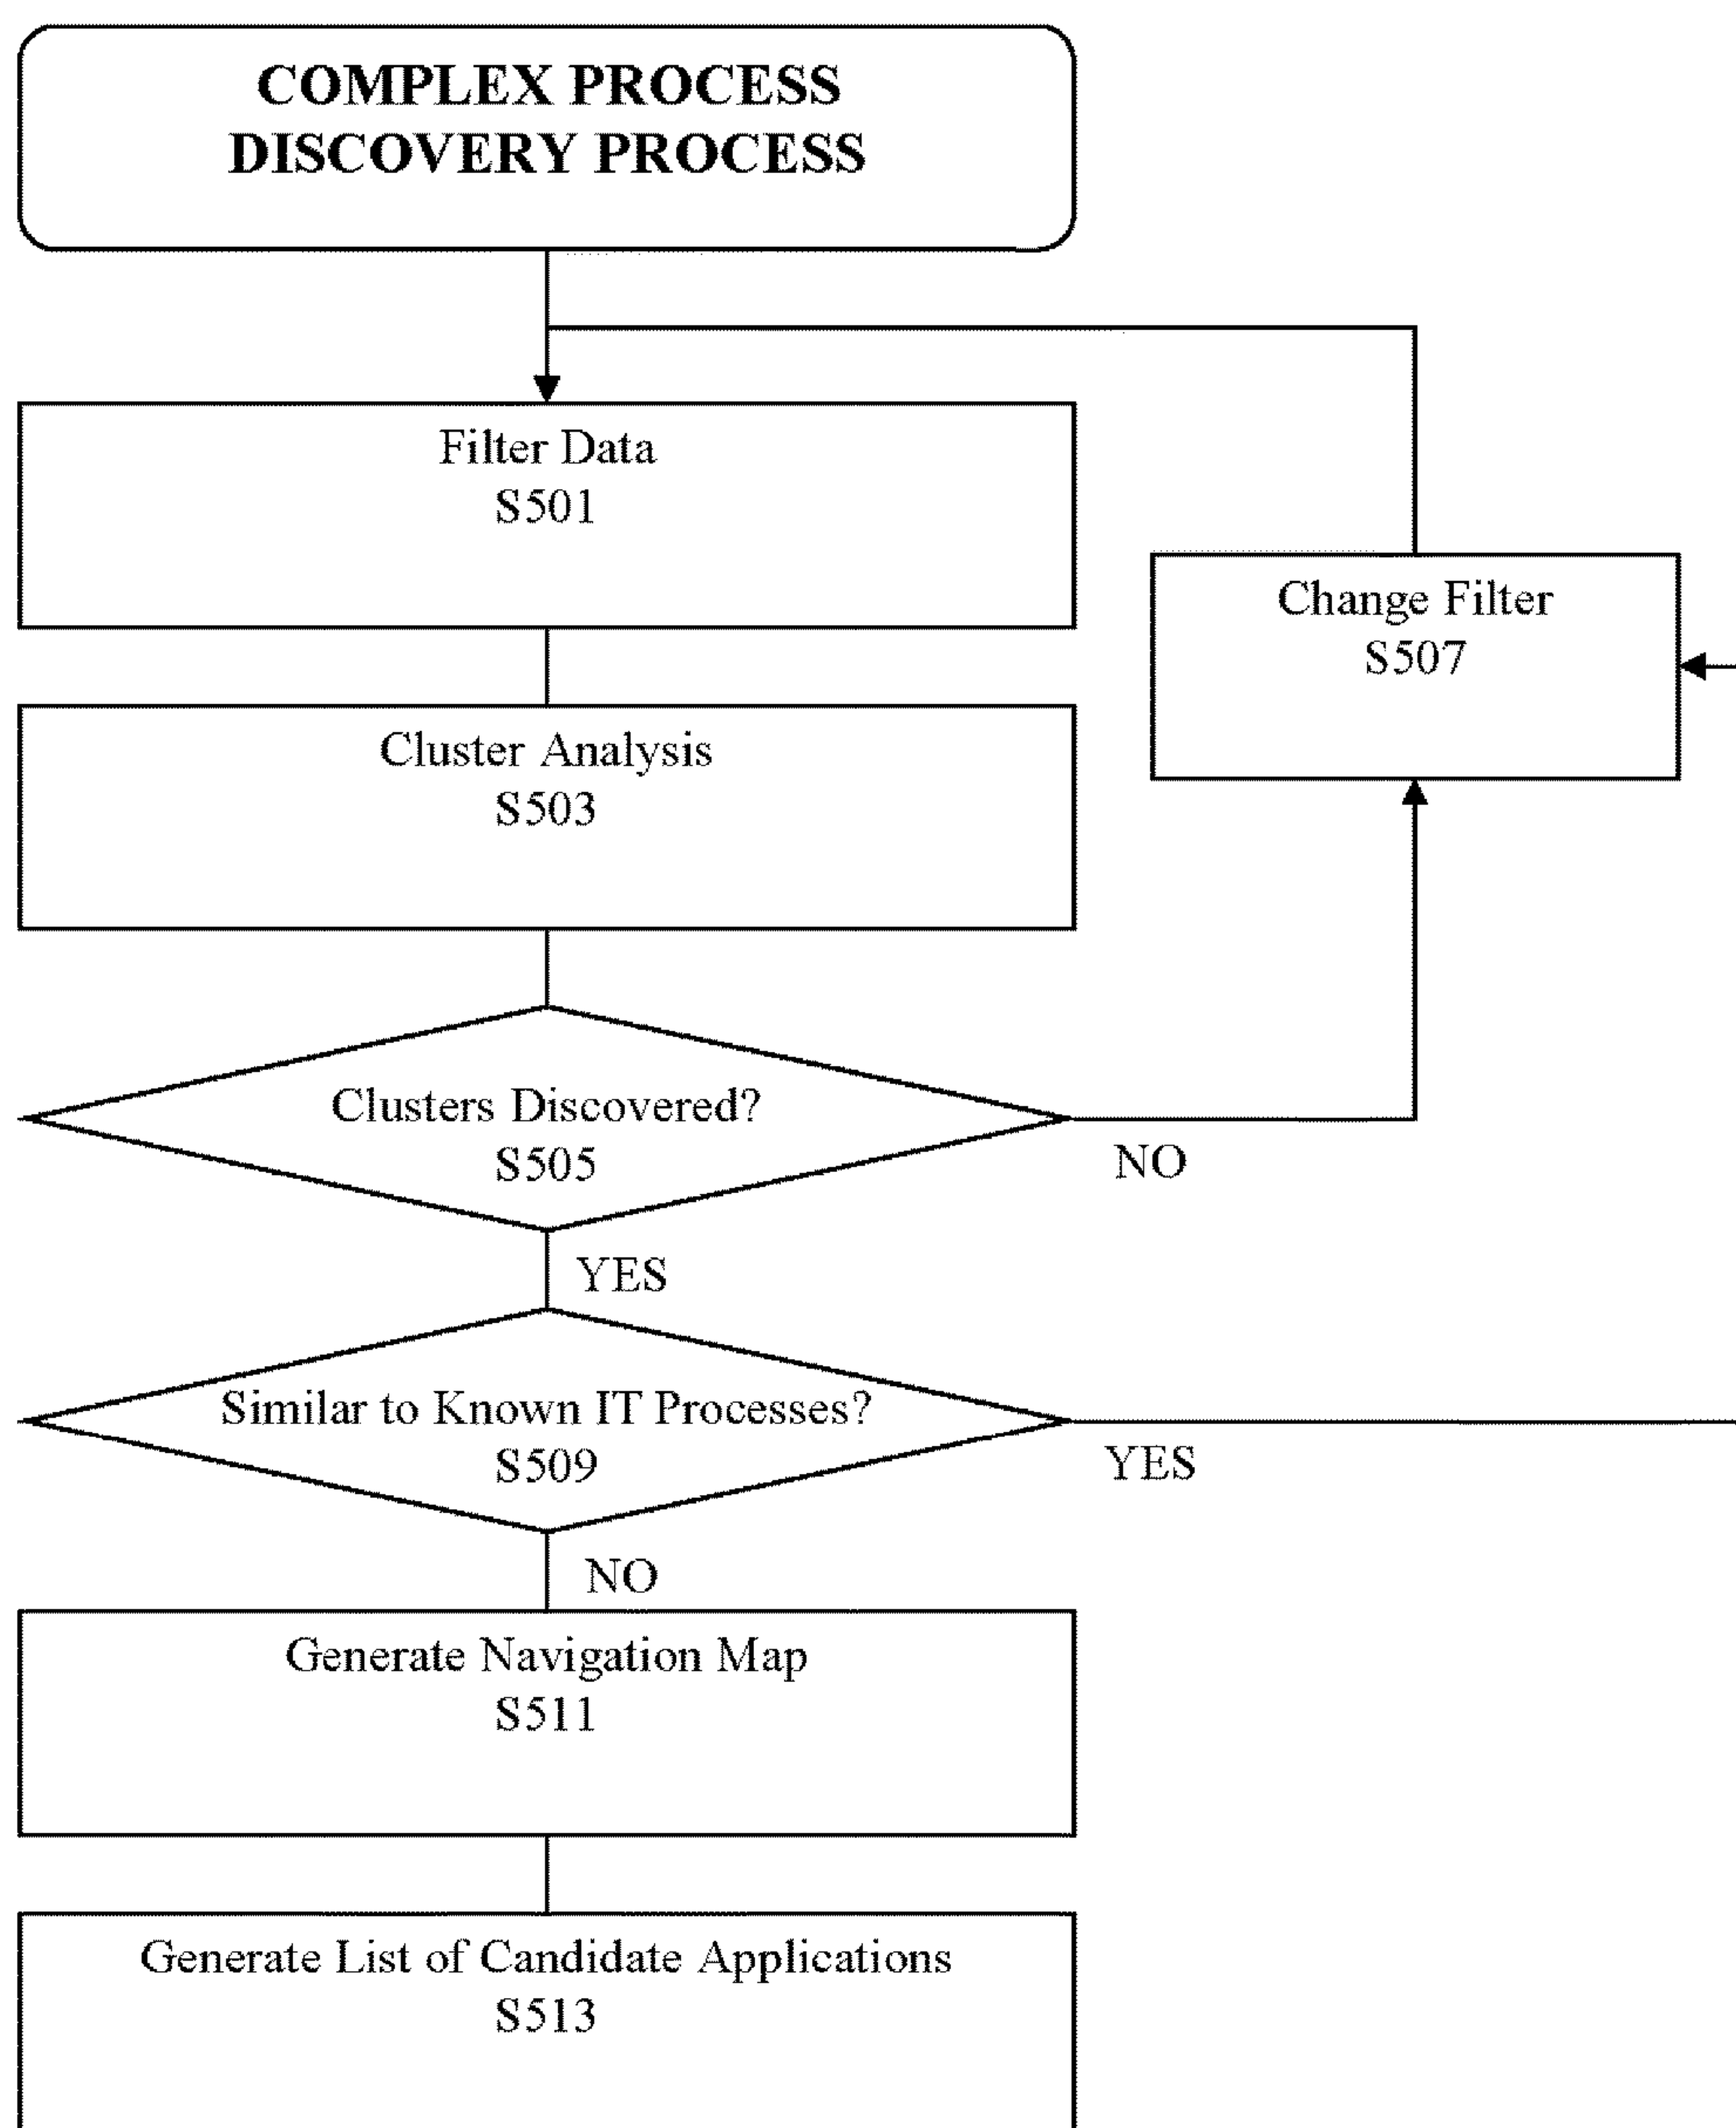 COMPLEX PROCESS
DISCOVERY PROCESS
Filter Data
S501
Change Filter
S507
Cluster Analysis
S503
Clusters Discovered?
S505
NO
YES
Similar to Known IT Processes?
S509
YES
NO
Generate Navigation Map
S511
Generate List of Candidate Applications
S513